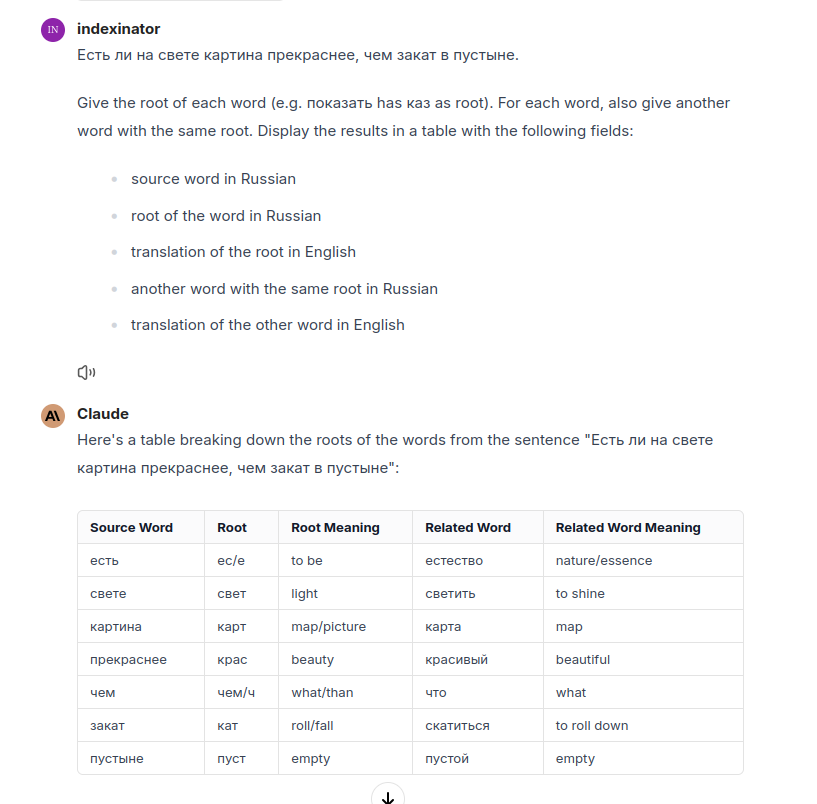 IN indexinator
Есть ли на свете картина прекраснее, чем закат в пустыне.
Give the root of each word (e.g. показать has каз as root). For each word, also give another
word with the same root. Display the results in a table with the following fields:
source word in Russian
root of the word in Russian
translation of the root in English
another word with the same root in Russian
translation of the other word in English
Claude
Here's a table breaking down the roots of the words from the sentence "Есть ли на свете
картина прекраснее, чем закат в пустыне":
Source Word Root Root Meaning Related Word Related Word Meaning
есть ес/е to be естество nature/essence
свете свет light светить to shine
картина карт map/picture карта map
прекраснее крас beauty красивый beautiful
чем чем/ч what/than что what
закат кат roll/fall скатиться to roll down
пустыне пуст empty пустой empty